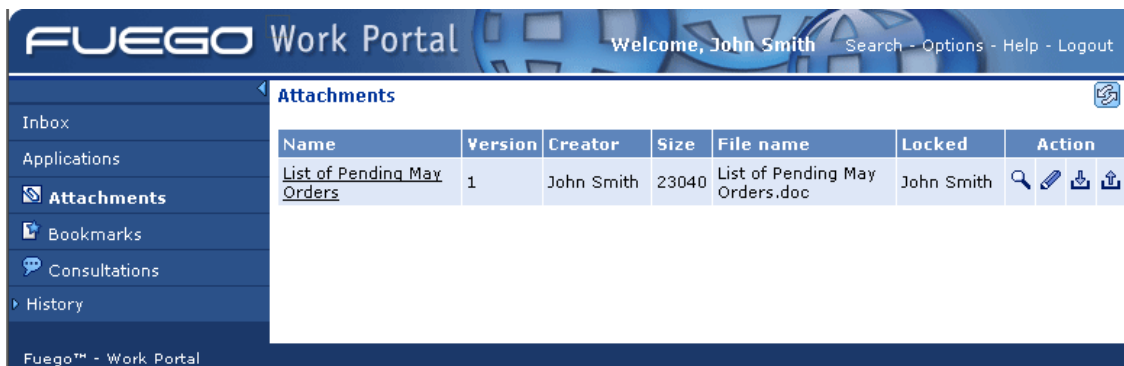 FUEGO Work Portal Welcome, John Smith Search - Options - Help - Logout
Attachments
Inbox
Applications
Attachments
Bookmarks
Consultations
History
Name Version Creator Size File name Locked Action
List of Pending May Orders 1 John Smith 23040 List of Pending May Orders.doc John Smith
Fuego™ - Work Portal